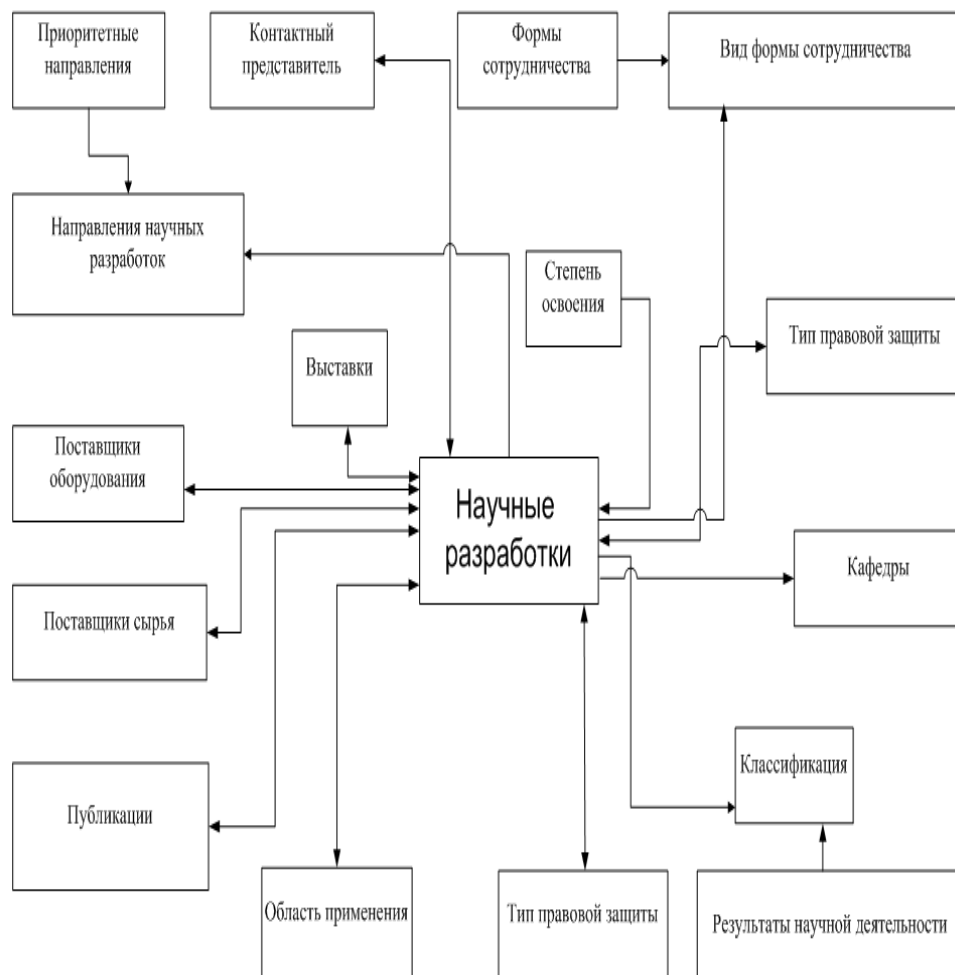 Приоритетные
направления
Контактный
представитель
Формы
сотрудничества
Вид формы сотрудничества
Направления научных
разработок
Степень
освоения
Тип правовой защиты
Выставки
Поставщики
оборудования
Научные
разработки
Кафедры
Поставщики сырья
Классификация
Публикации
Область применения
Тип правовой защиты
Результаты научной деятельности